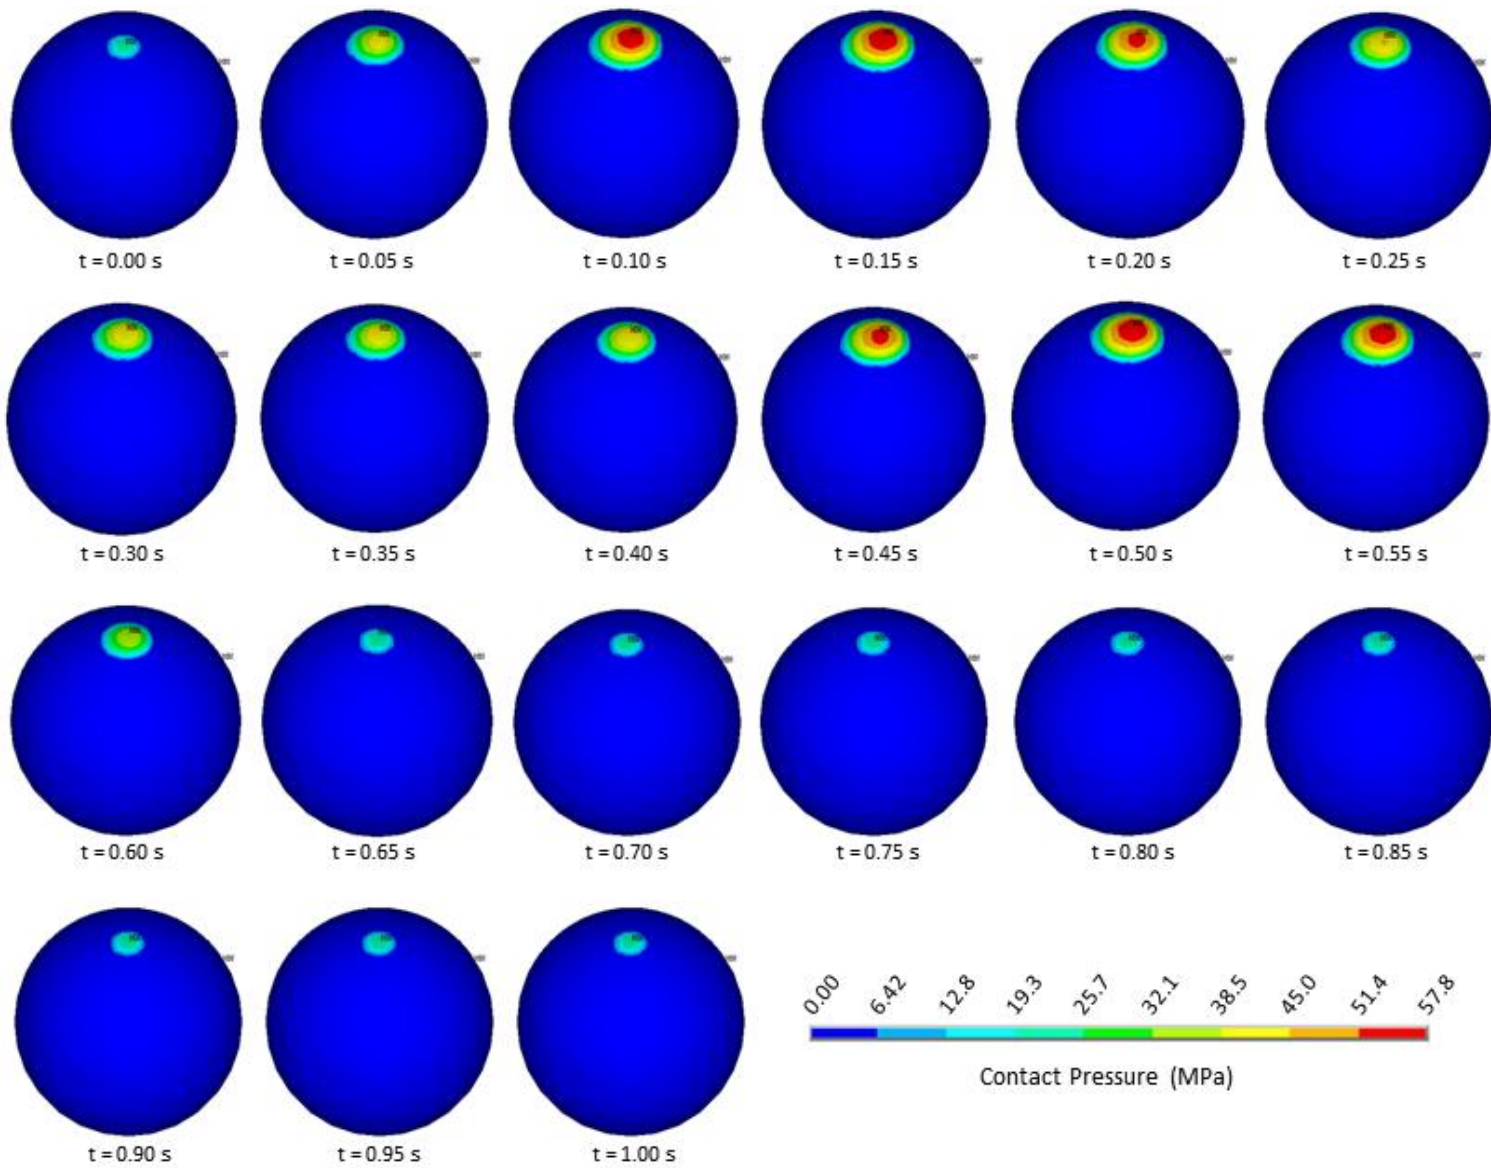 t = 0.00 s
t = 0.05 s
t = 0.10 s
t = 0.15 s
t = 0.20 s
t = 0.25 s
t = 0.30 s
t = 0.35 s
t = 0.40 s
t = 0.45 s
t = 0.50 s
t = 0.55 s
t = 0.60 s
t = 0.65 s
t = 0.70 s
t = 0.75 s
t = 0.80 s
t = 0.85 s
t = 0.90 s
t = 0.95 s
t = 1.00 s
0.00 6.42 12.8 19.3 25.7 32.1 38.5 45.0 51.4 57.8
Contact Pressure (MPa)